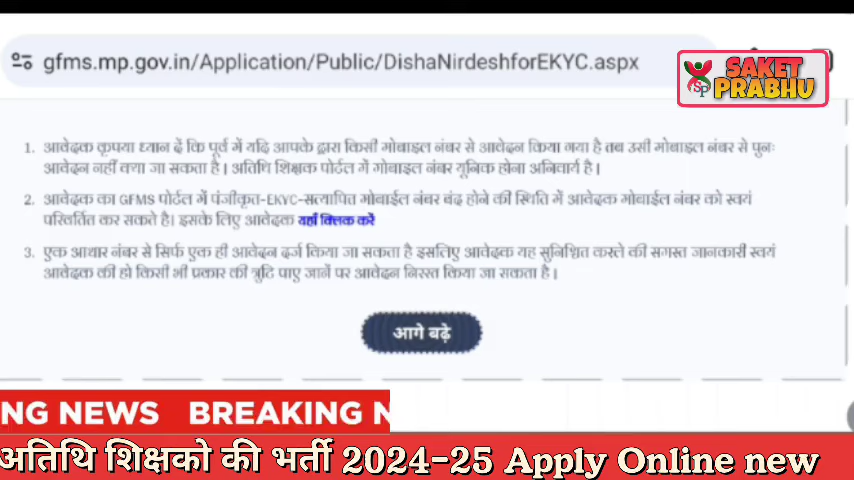 gfms.mp.gov.in/Application/Public/DishaNirdeshforEKYC.aspx
SAKET
SP PRABHU
1. आवेदक कृपया ध्यान दें कि पूर्व में यदि आपके द्वारा किसी मोबाइल नंबर से आवेदन किया गया है तब उसी मोबाइल नंबर से पुनः
आवेदन नहीं क्या जा सकता है। अतिथि शिक्षक पोर्टल में मोबाइल नंबर यूनिक होना अनिवार्य है।
2. आवेदक का GFMS पोर्टल में पंजीकृत-EKYC-सत्यापित मोबाईल नंबर बंद होने की स्थिति में आवेदक मोबाईल नंबर को स्वयं
परिवर्तित कर सकते है। इसके लिए आवेदक यहाँ क्लिक करें
3. एक आधार नंबर से सिर्फ एक ही आवेदन दर्ज किया जा सकता है इसलिए आवेदक यह सुनिश्चित करले की समस्त जानकारी स्वयं
आवेदक की हो किसी भी प्रकार की त्रुटि पाए जानें पर आवेदन निरस्त किया जा सकता है।
आगे बढ़े
NG NEWS BREAKING N
अतिथि शिक्षको की भर्ती 2024-25 Apply Online new